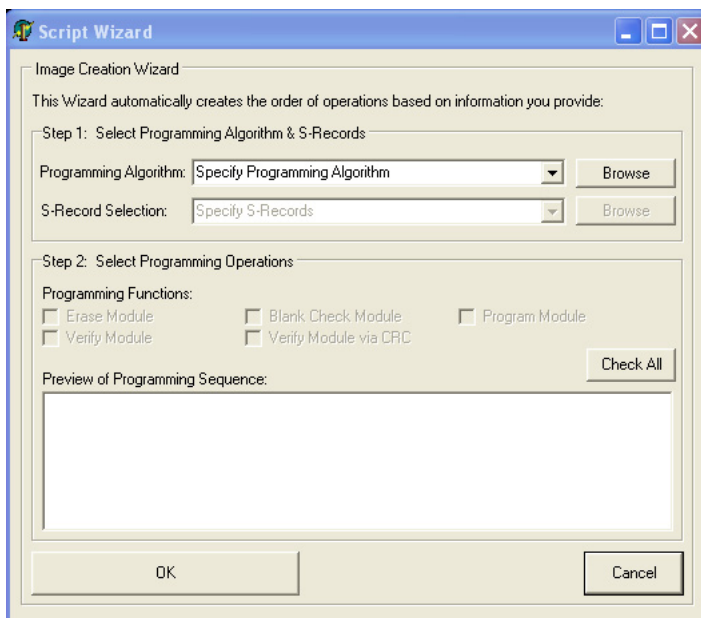 Script Wizard
Image Creation Wizard
This Wizard automatically creates the order of operations based on information you provide:
Step 1: Select Programming Algorithm & S-Records
Programming Algorithm: Specify Programming Algorithm Browse
S-Record Selection: Specify S-Records Browse
Step 2: Select Programming Operations
Programming Functions:
Erase Module Blank Check Module Program Module
Verify Module Verify Module via CRC
Check All
Preview of Programming Sequence:
OK Cancel